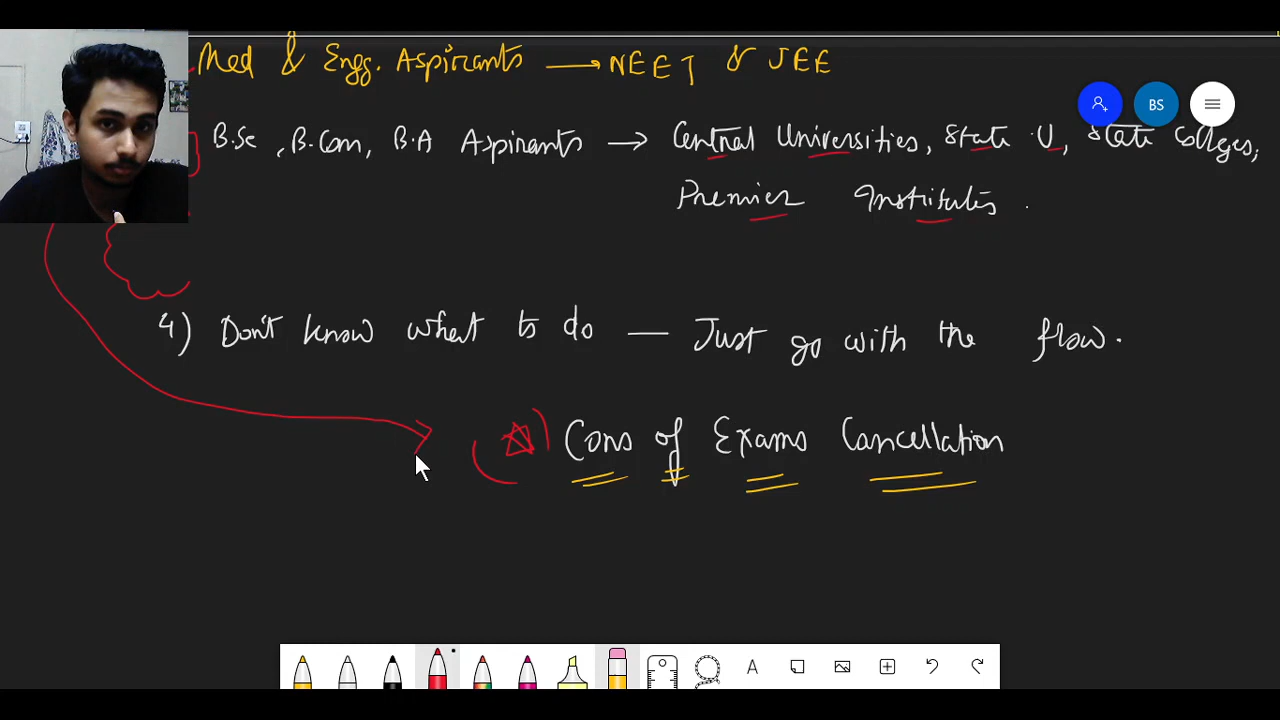 Med & Engg. Aspirants → NEET & JEE
BS
B.Sc, B.Com, B.A Aspirants → Central Universities, State U, State Colleges,
Premier Institutes.
4) Don't know what to do — Just go with the flow.
Cons of Exams Cancellation
A